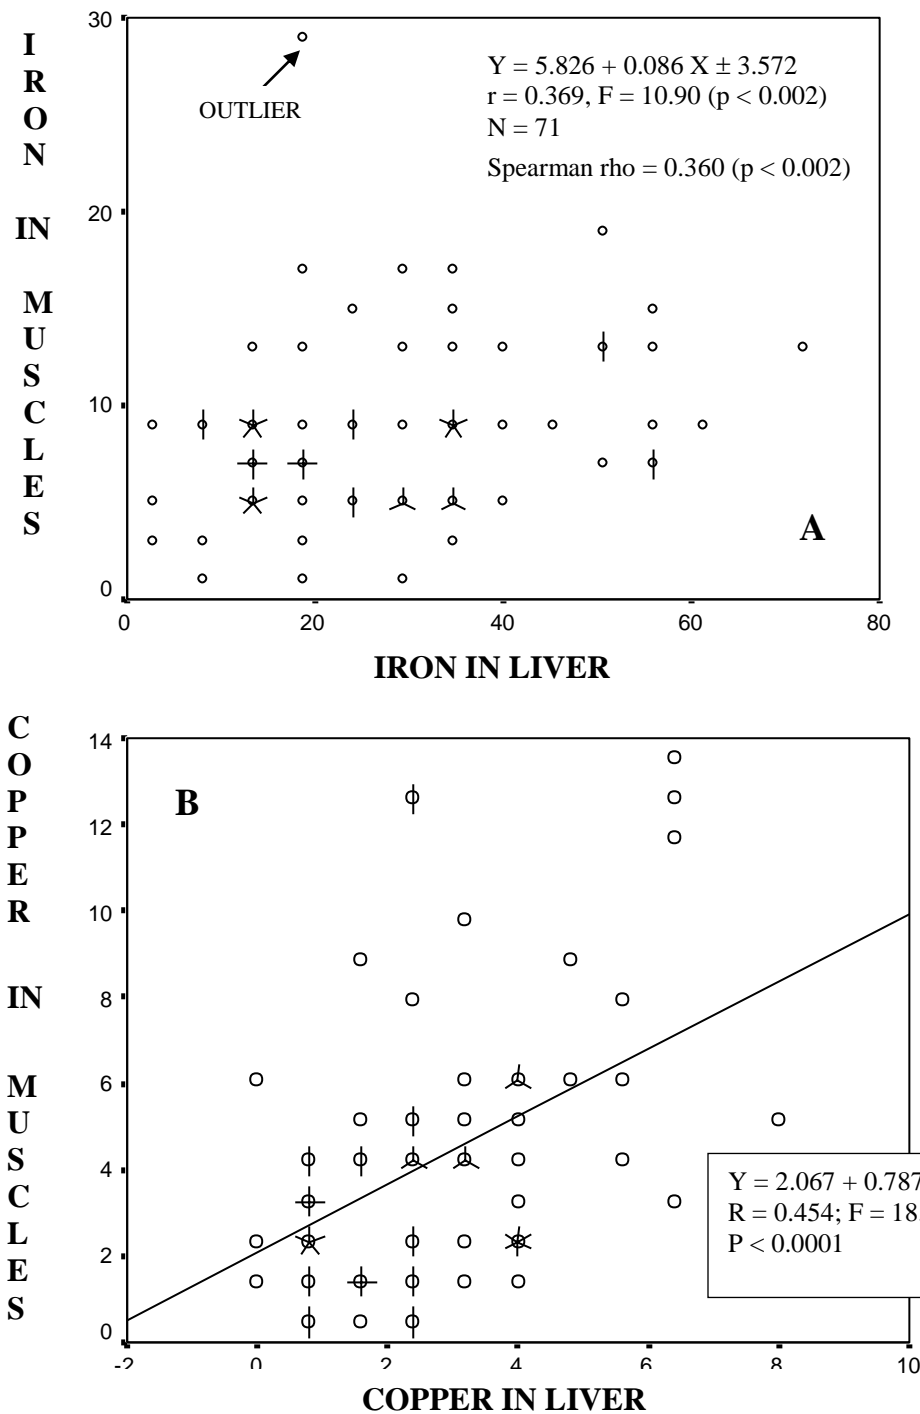 IRON IN MUSCLES
30
20
10
0
OUTLIER
Y = 5.826 + 0.086 X ± 3.572
r = 0.369, F = 10.90 (p < 0.002)
N = 71
Spearman rho = 0.360 (p < 0.002)
A
0 20 40 60 80
IRON IN LIVER
COPPER IN MUSCLES
14
12
10
8
6
4
2
0
B
Y = 2.067 + 0.787
R = 0.454; F = 18
P < 0.0001
-2 0 2 4 6 8 10
COPPER IN LIVER